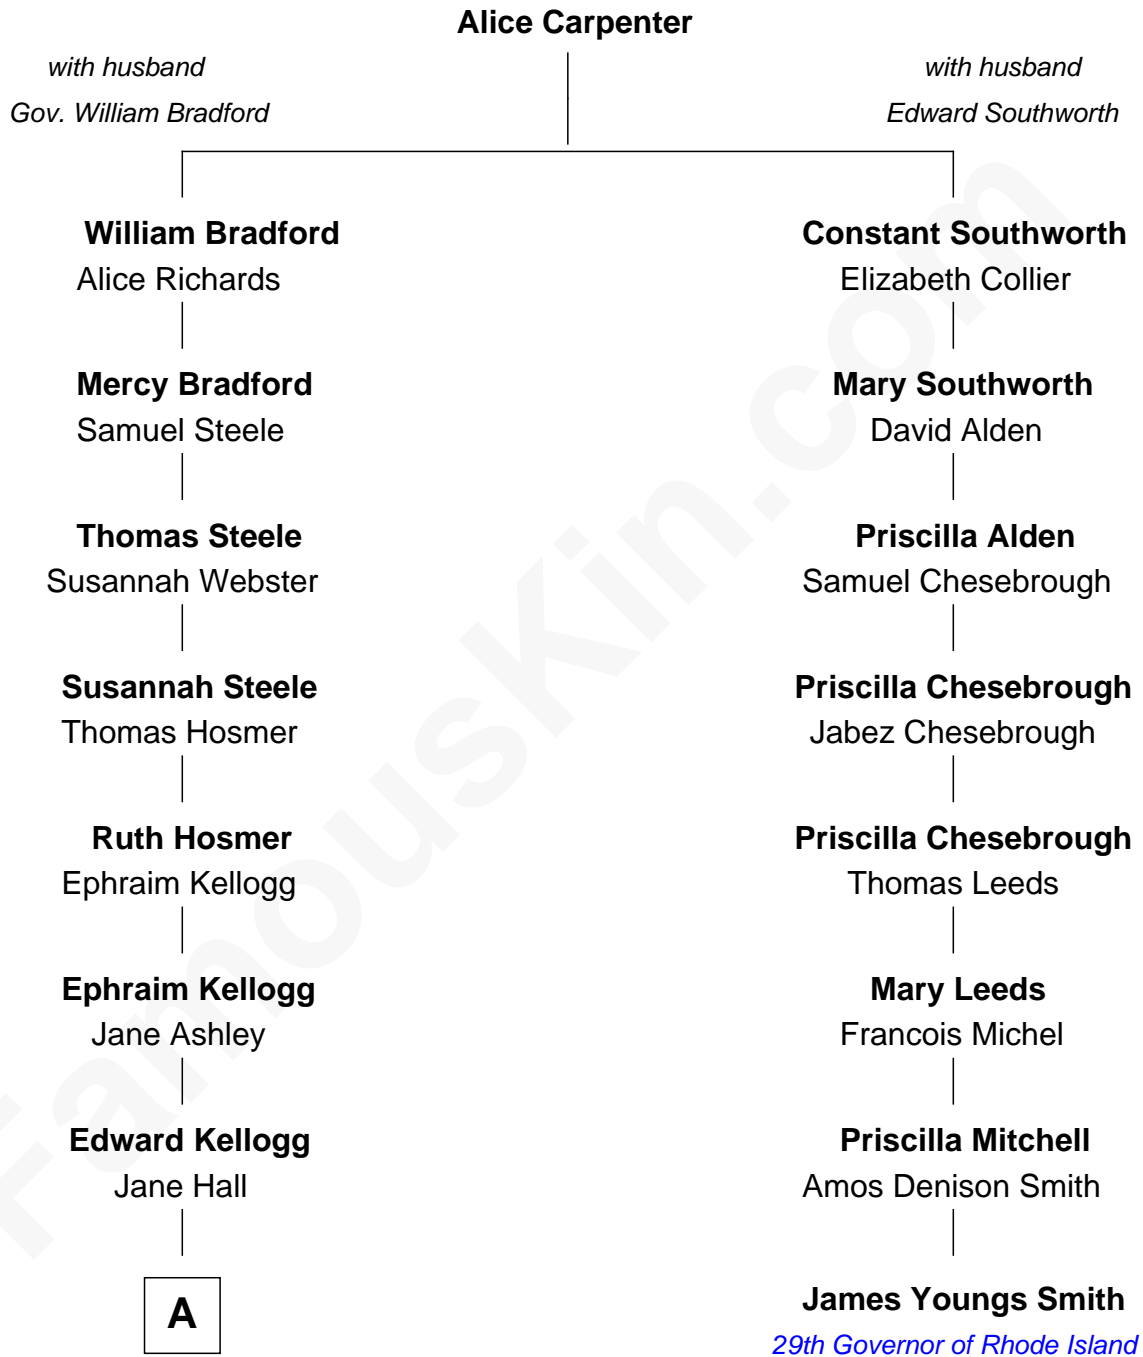 Alice Carpenter
with husband
Gov. William Bradford
with husband
Edward Southworth
William Bradford
Alice Richards
Mercy Bradford
Samuel Steele
Thomas Steele
Susannah Webster
Susannah Steele
Thomas Hosmer
Ruth Hosmer
Ephraim Kellogg
Ephraim Kellogg
Jane Ashley
Edward Kellogg
Jane Hall
A
Constant Southworth
Elizabeth Collier
Mary Southworth
David Alden
Priscilla Alden
Samuel Chesebrough
Priscilla Chesebrough
Jabez Chesebrough
Priscilla Chesebrough
Thomas Leeds
Mary Leeds
Francois Michel
Priscilla Mitchell
Amos Denison Smith
James Youngs Smith
29th Governor of Rhode Island
FamousKin.com